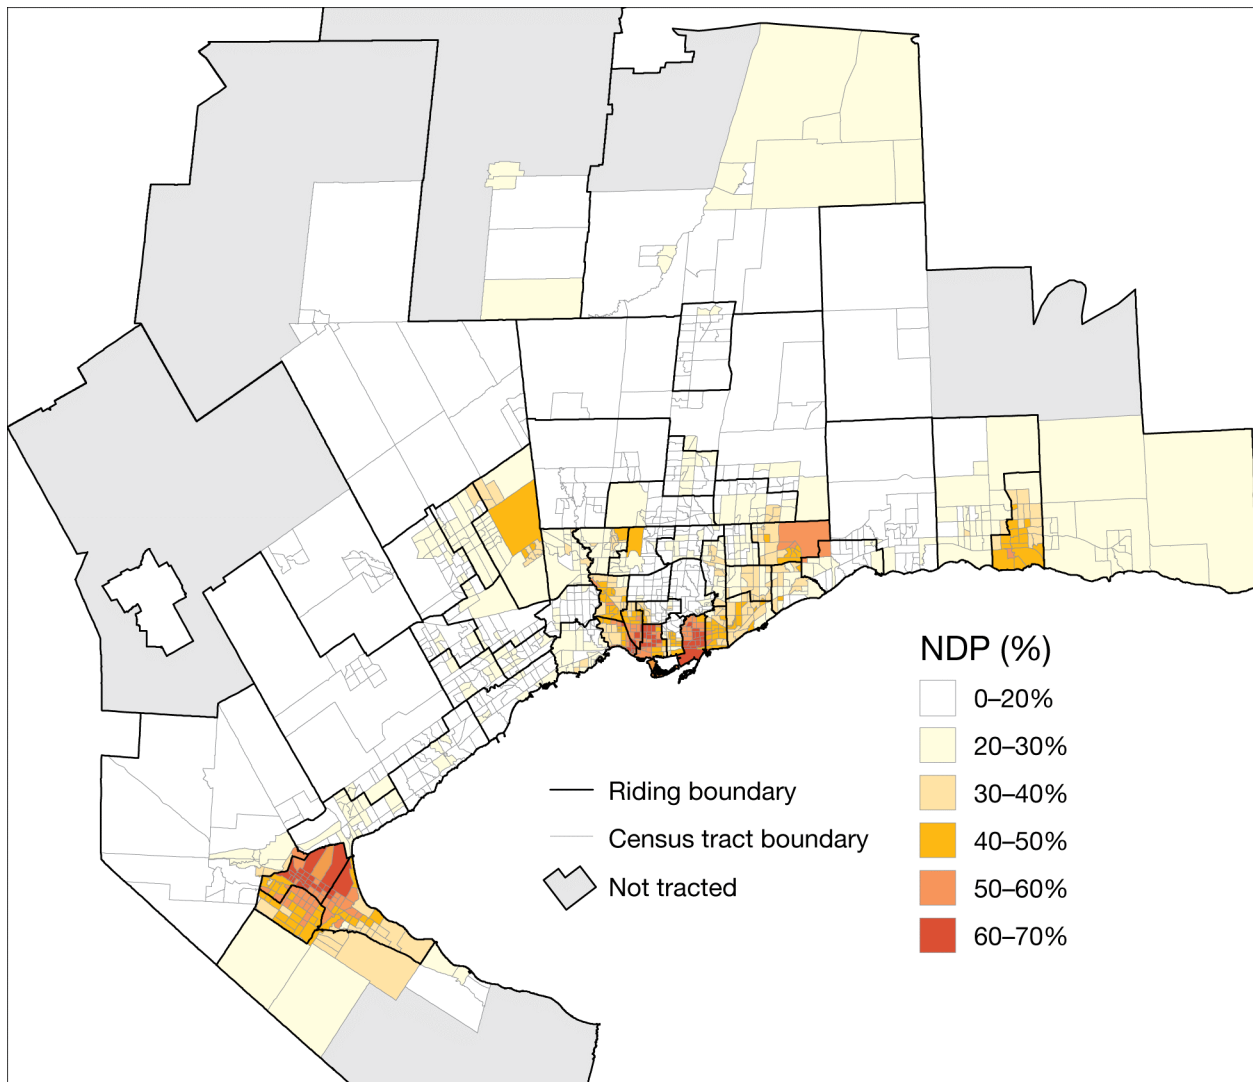 NDP (%)
0–20%
20–30%
30–40%
40–50%
50–60%
60–70%
Riding boundary
Census tract boundary
Not tracted